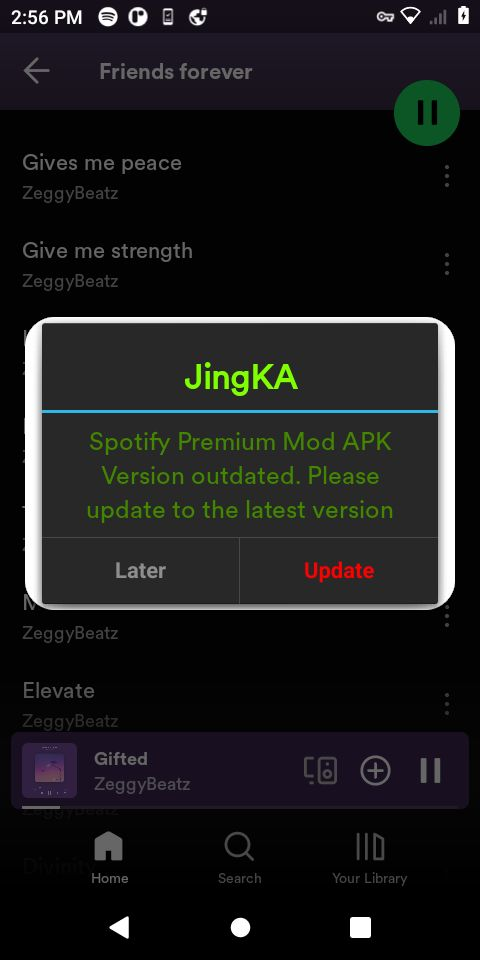 2:56 PM
Friends forever
Gives me peace
ZeggyBeatz
Give me strength
ZeggyBeatz
JingKA
Spotify Premium Mod APK
Version outdated. Please
update to the latest version
Later
Update
ZeggyBeatz
Elevate
ZeggyBeatz
Gifted
ZeggyBeatz
Divinity
Home
Search
Your Library